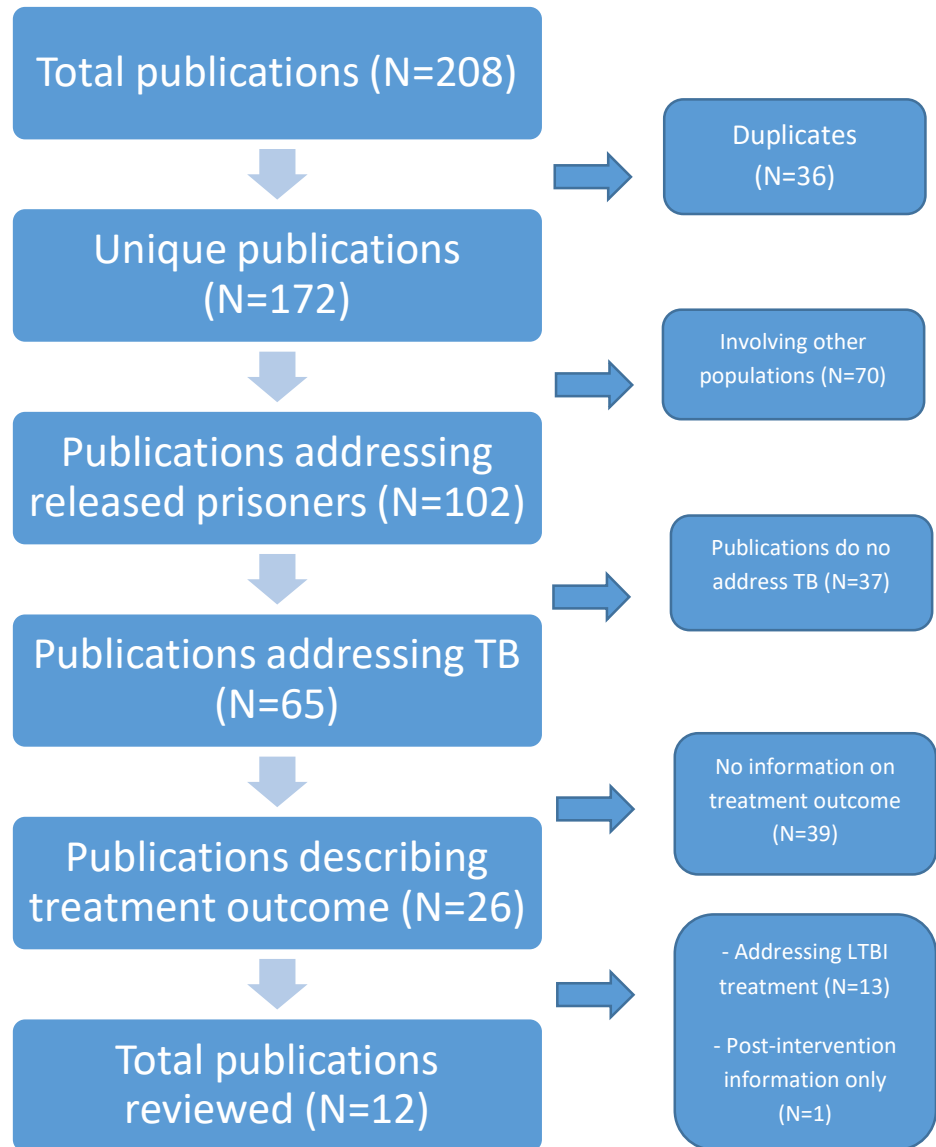 Total publications (N=208)
Duplicates
(N=36)
Unique publications
(N=172)
Involving other
populations (N=70)
Publications addressing
released prisoners (N=102)
Publications do no
address TB (N=37)
Publications addressing TB
(N=65)
No information on
treatment outcome
(N=39)
Publications describing
treatment outcome (N=26)
- Addressing LTBI
treatment (N=13)
- Post-intervention
information only
(N=1)
Total publications
reviewed (N=12)